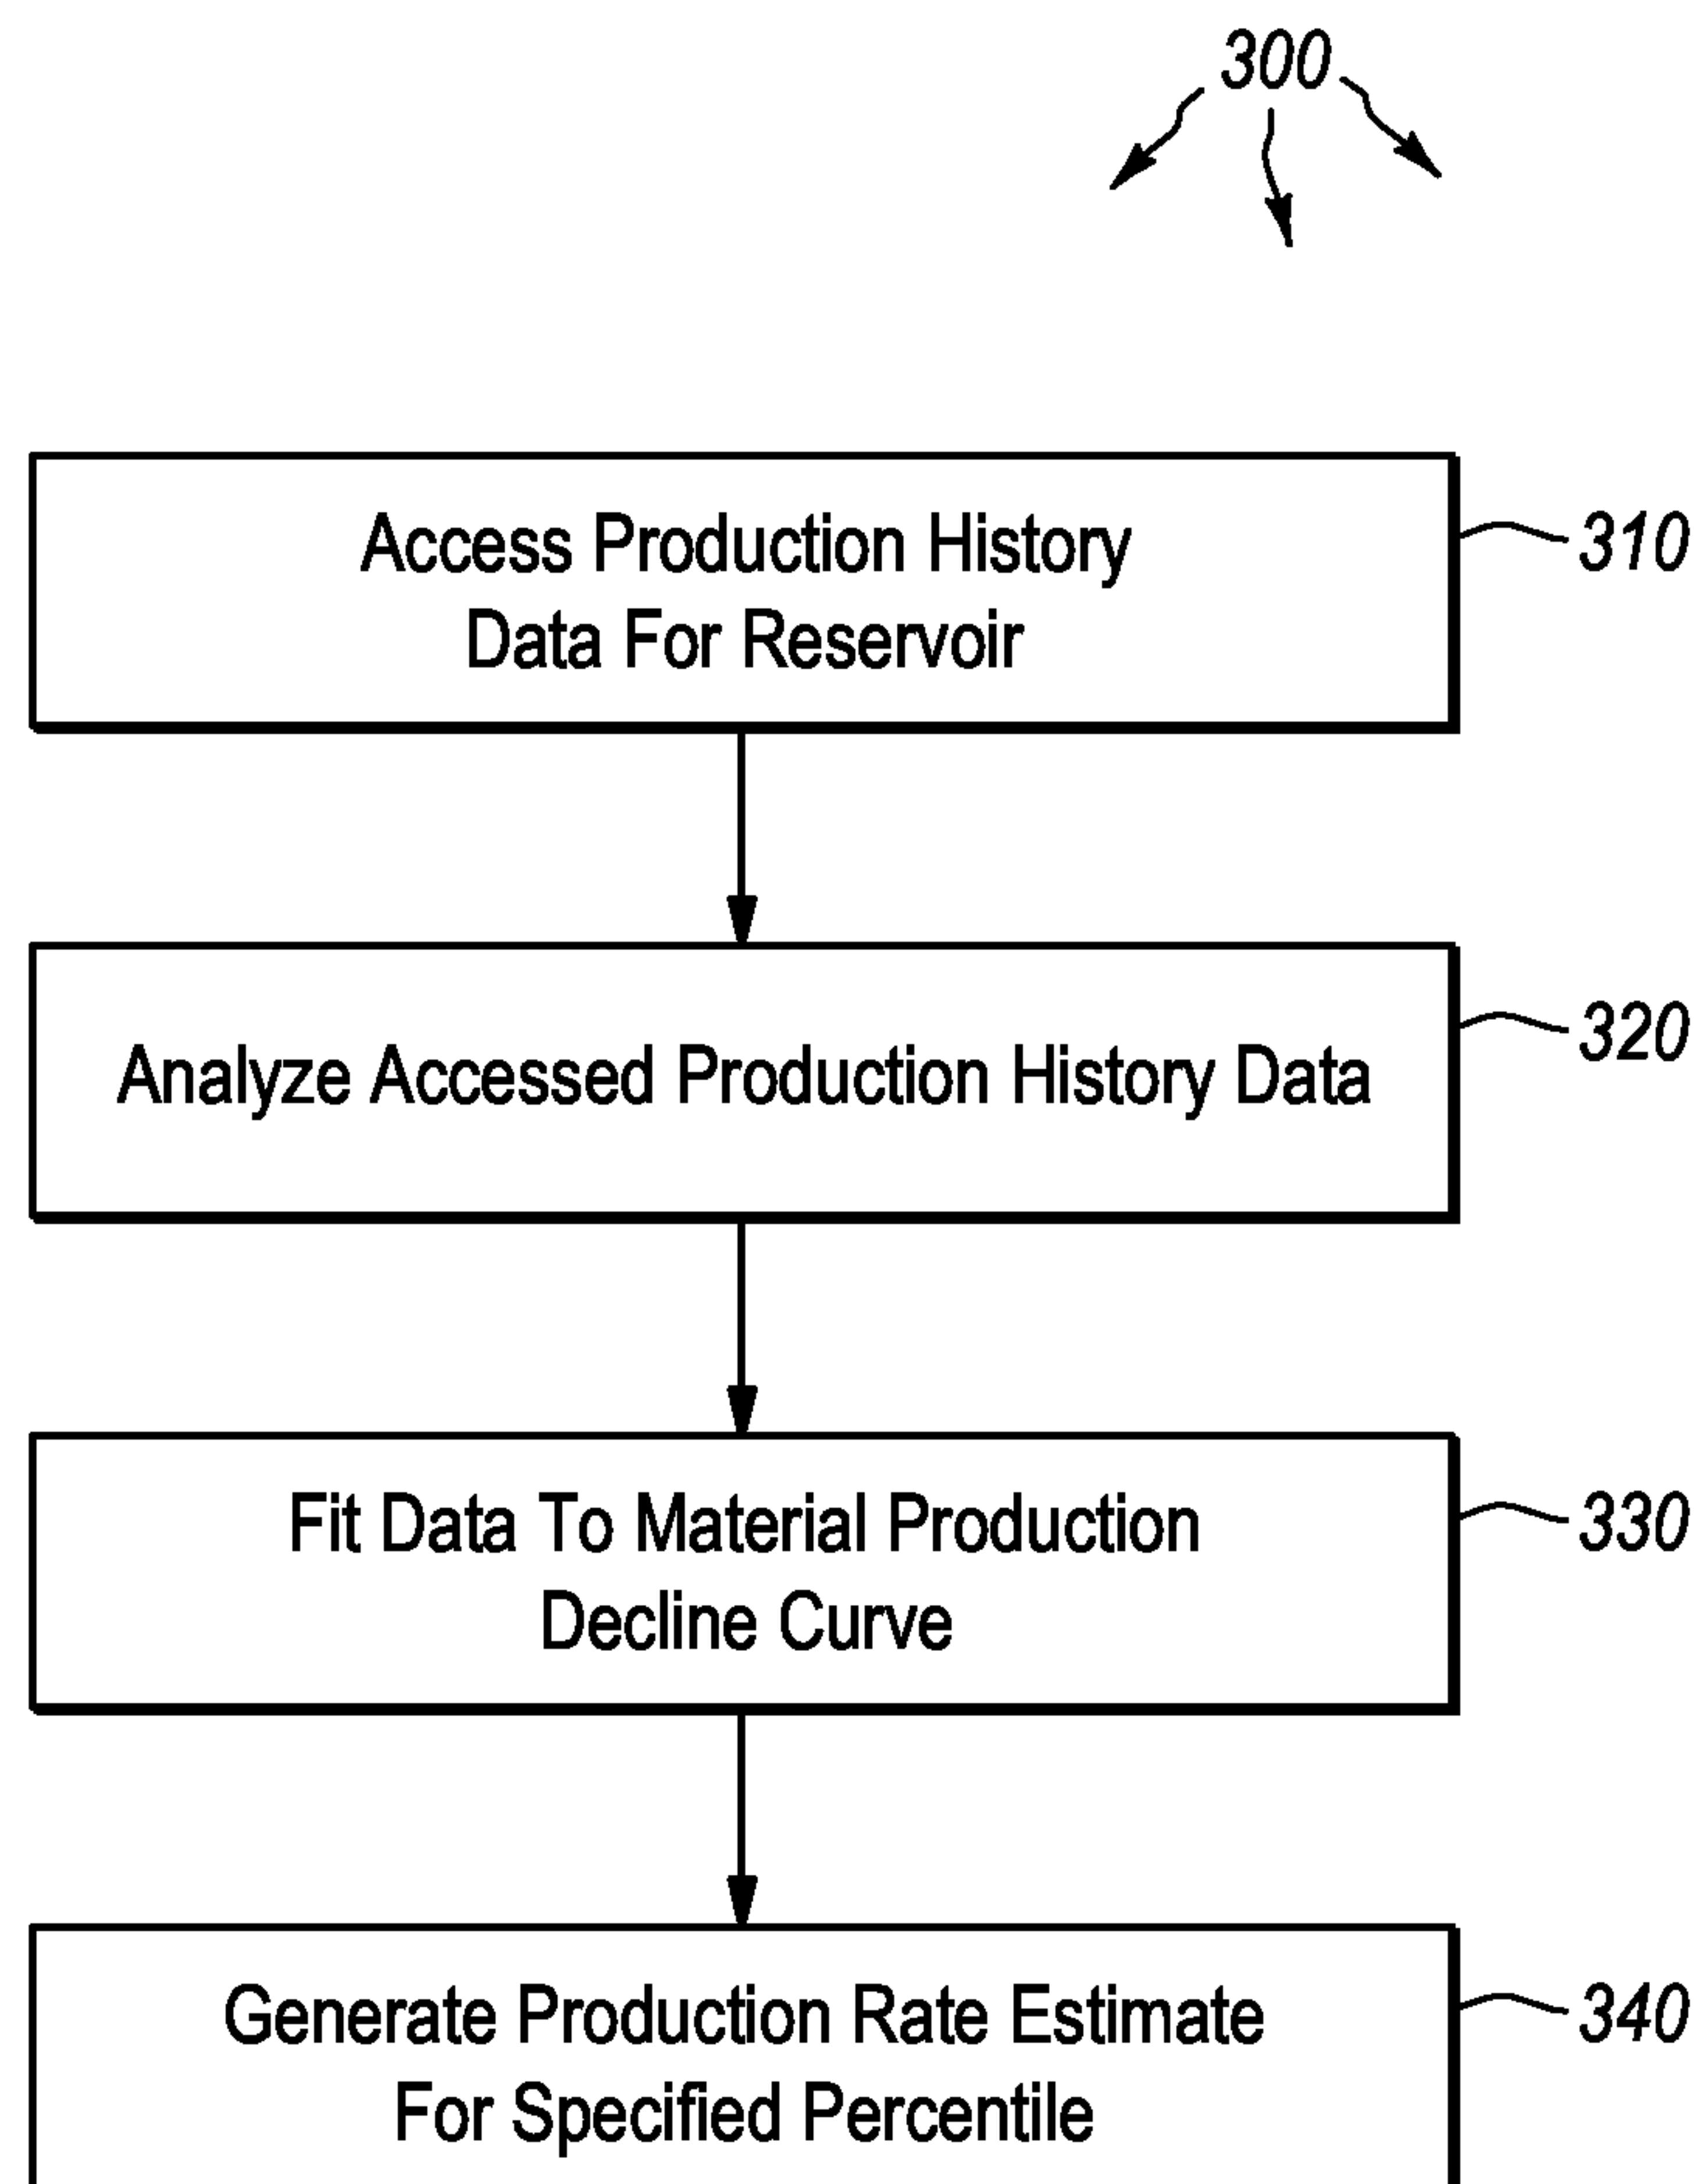 300
Access Production History
Data For Reservoir
310
Analyze Accessed Production History Data
320
Fit Data To Material Production
Decline Curve
330
Generate Production Rate Estimate
For Specified Percentile
340